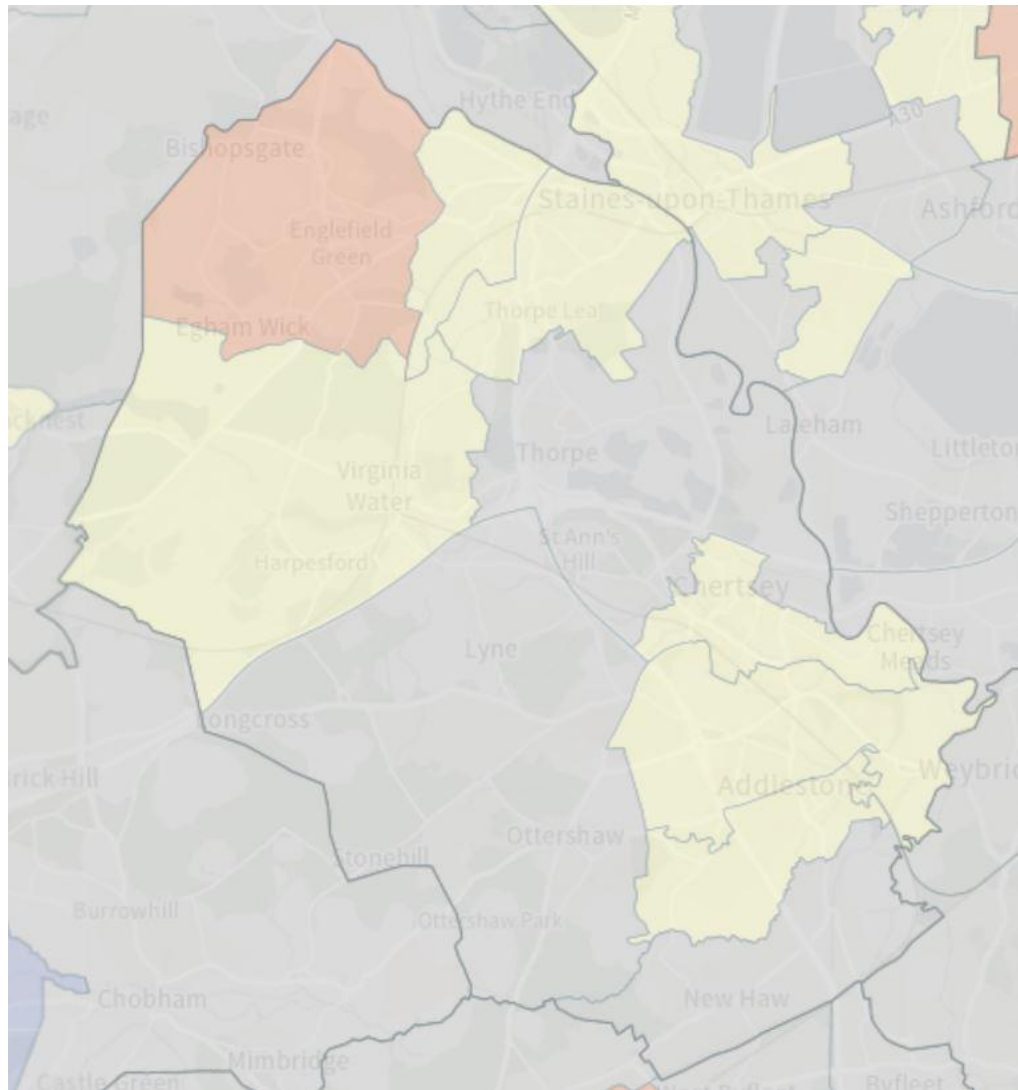 Hythe End
A30
Bishopsgate
Staines-upon-Thames
Ashford
Englefield
Green
Thorpe Lea
Egham Wick
Laleham
Littleton
Thorpe
Virginia
Water
Shepperton
St Ann's
Hill
Harpesford
Chertsey
Chertsey
Meads
Lyne
Longcross
Brick Hill
Addlestone
Ottershaw
Stonehill
Burrowhill
Ottershaw Park
Chobham
New Haw
Mimbridge
Castle Green
Byfleet